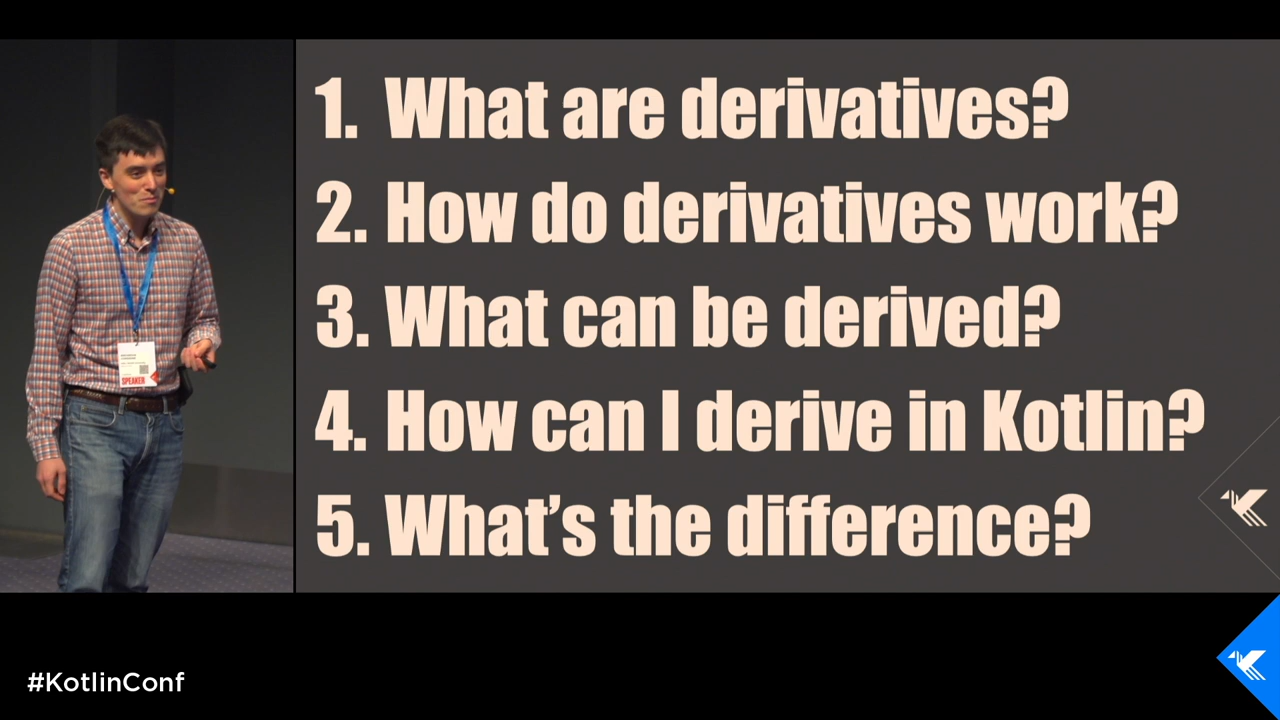 1. What are derivatives?
2. How do derivatives work?
3. What can be derived?
4. How can I derive in Kotlin?
5. What's the difference?
SPEAKER
#KotlinConf